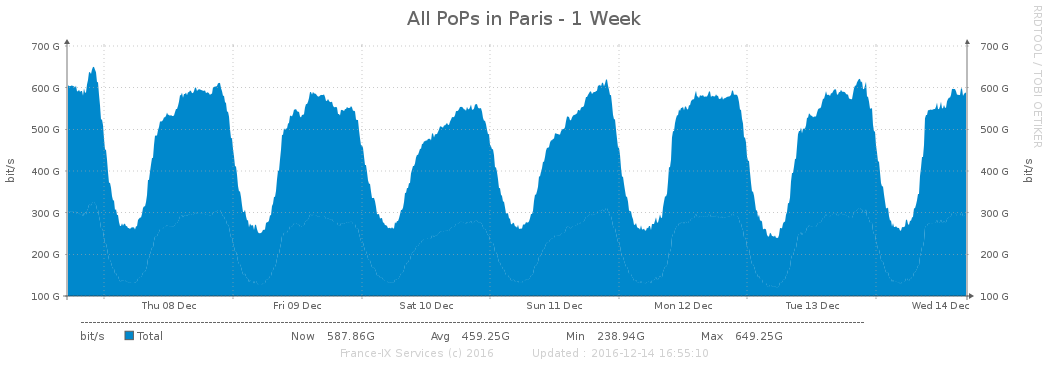 All PoPs in Paris - 1 Week
RRDTOOL / TOBI OETIKER
700 G 700 G
600 G 600 G
500 G 500 G
400 G 400 G
300 G 300 G
200 G 200 G
100 G 100 G
bit/s bit/s
Thu 08 Dec Fri 09 Dec Sat 10 Dec Sun 11 Dec Mon 12 Dec Tue 13 Dec Wed 14 Dec
bit/s Total Now 587.86G Avg 459.25G Min 238.94G Max 649.25G
France-IX Services (c) 2016 Updated : 2016-12-14 16:55:10